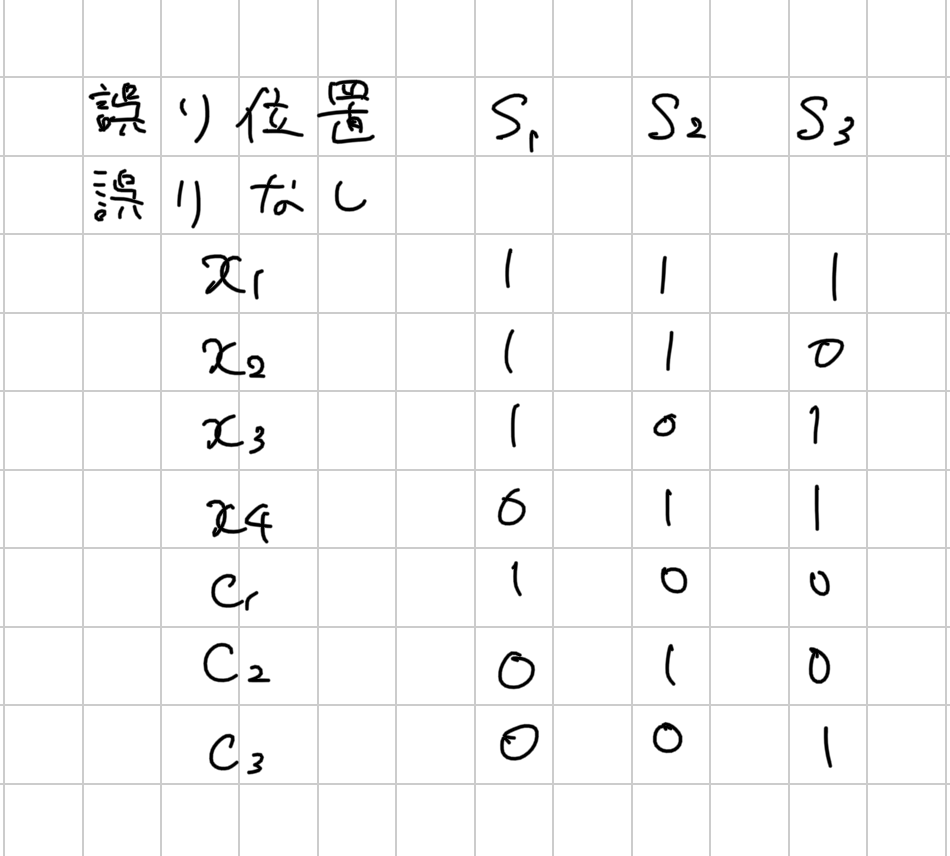 誤り位置 S₁ S₂ S₃
誤りなし
x₁ 1 1 1
x₂ 1 1 0
x₃ 1 0 1
x₄ 0 1 1
C₁ 1 0 0
C₂ 0 1 0
C₃ 0 0 1